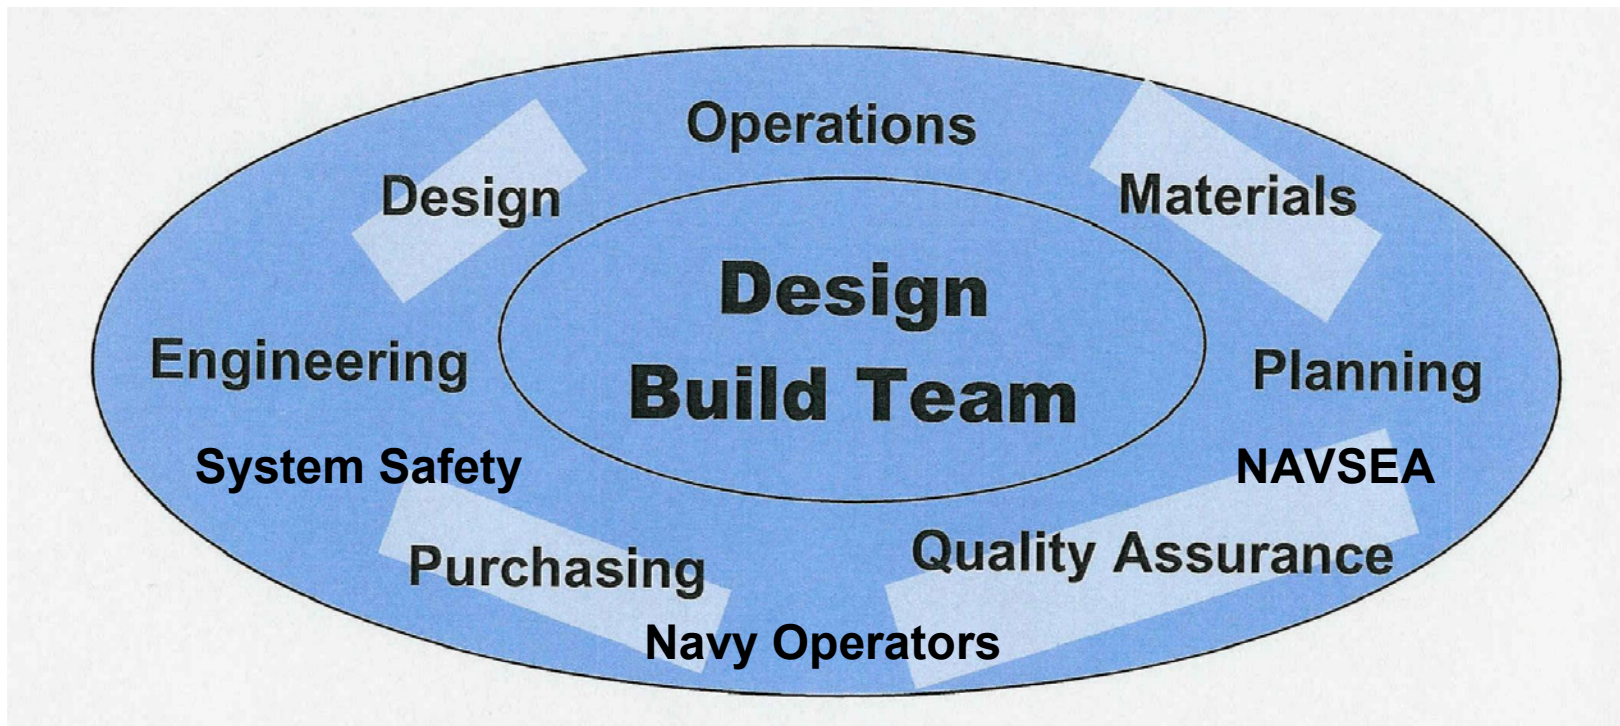 Operations
Design
Materials
Design
Build Team
Engineering
Planning
System Safety
NAVSEA
Purchasing
Quality Assurance
Navy Operators